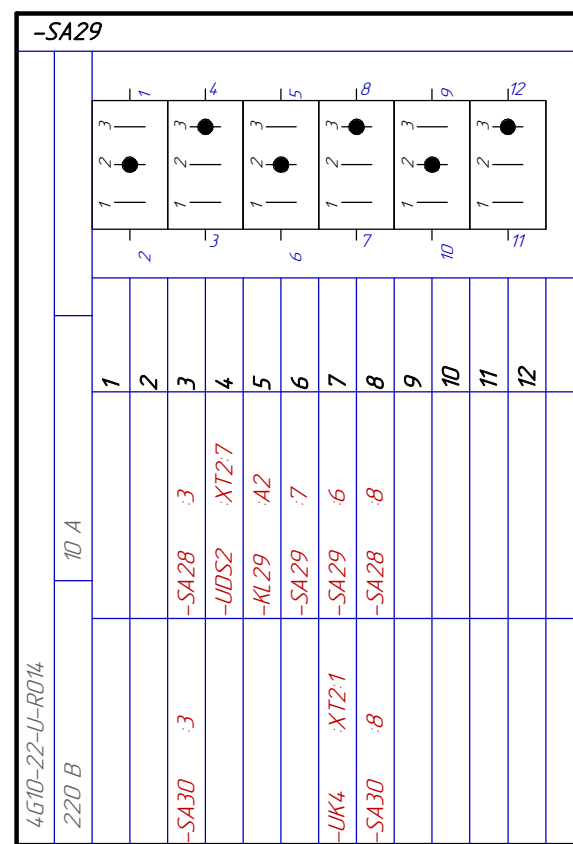 -SA29
1 4 5 8 9 12
3 3 3 3 3 3
2 2 2 2 2 2
1 1 1 1 1 1
2 3 6 7 10 11
1
2
3 -SA28 :3 -SA30 :3
4 -UDS2 :XT2:7
5 -KL29 :A2
6 -SA29 :7
7 -SA29 :6 -UK4 :XT2:1
8 -SA28 :8 -SA30 :8
9
10
11
12
4G10-22-U-R014
220 В 10 А